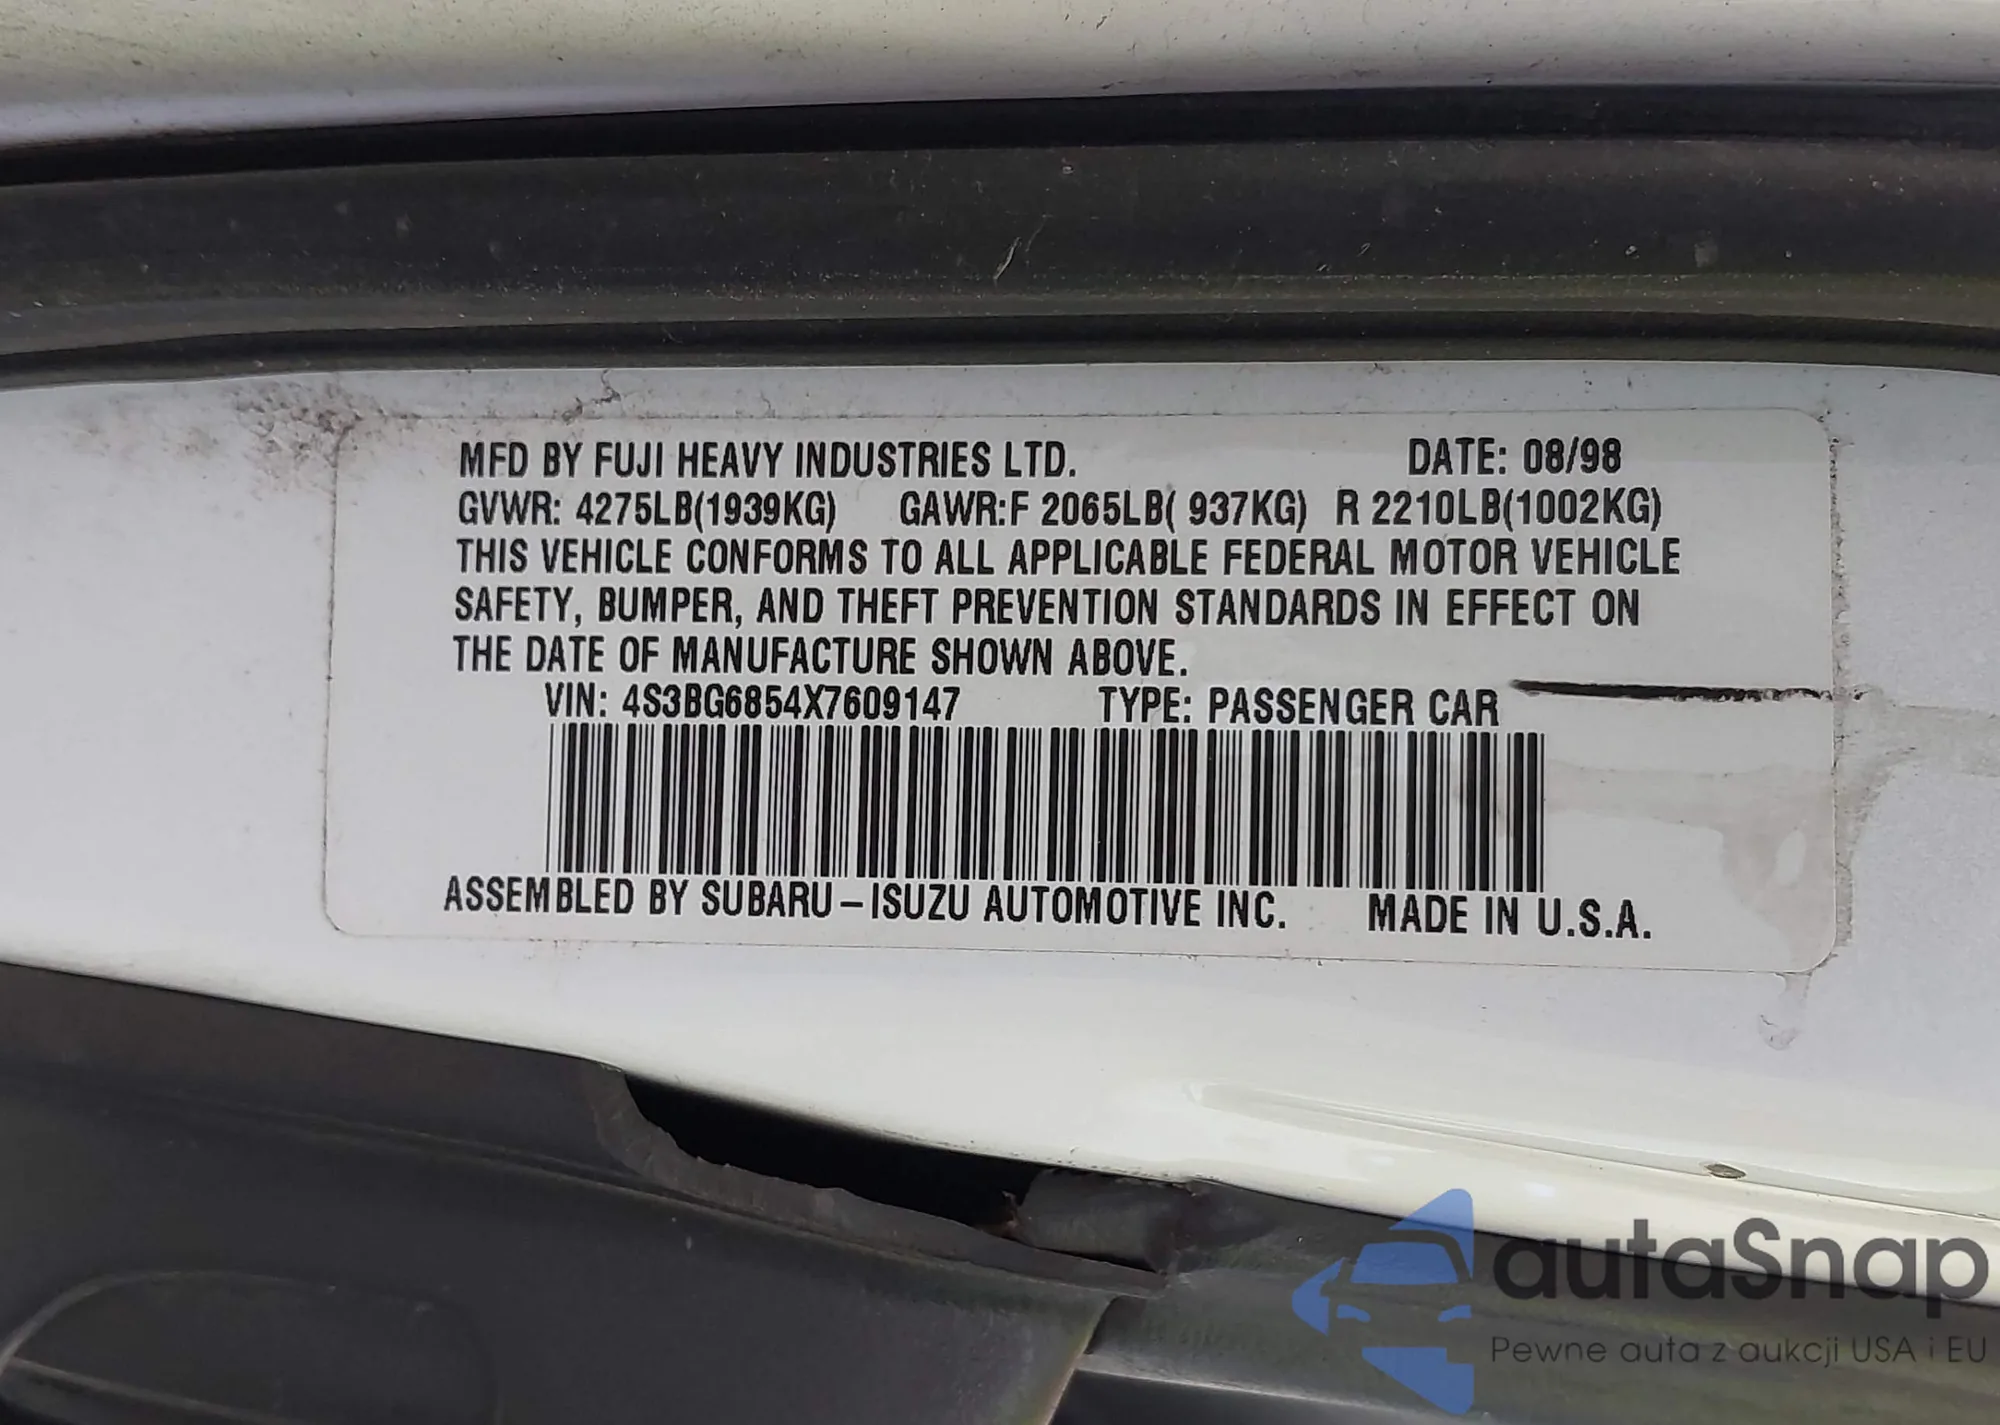 MFD BY FUJI HEAVY INDUSTRIES LTD. DATE: 08/98
GVWR: 4275LB(1939KG) GAWR:F 2065LB( 937KG) R 2210LB(1002KG)
THIS VEHICLE CONFORMS TO ALL APPLICABLE FEDERAL MOTOR VEHICLE
SAFETY, BUMPER, AND THEFT PREVENTION STANDARDS IN EFFECT ON
THE DATE OF MANUFACTURE SHOWN ABOVE.
VIN: 4S3BG6854X7609147 TYPE: PASSENGER CAR
ASSEMBLED BY SUBARU-ISUZU AUTOMOTIVE INC. MADE IN U.S.A.
autaSnap
Pewne auta z aukcji USA i EU